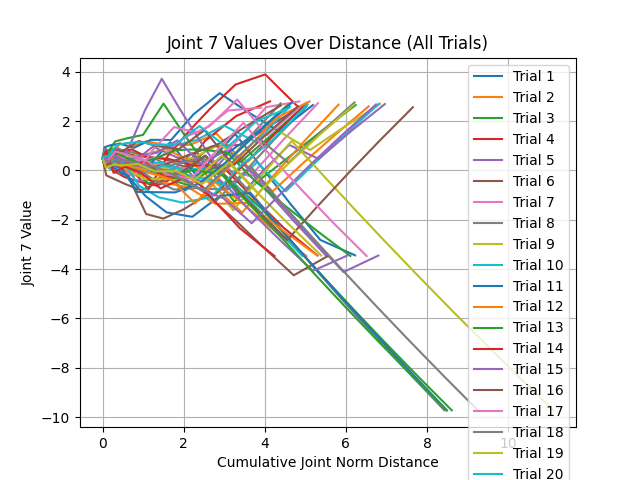 Joint 7 Values Over Distance (All Trials)
Joint 7 Value
4
2
0
−2
−4
−6
−8
−10
0
2
4
6
8
10
Cumulative Joint Norm Distance
Trial 1
Trial 2
Trial 3
Trial 4
Trial 5
Trial 6
Trial 7
Trial 8
Trial 9
Trial 10
Trial 11
Trial 12
Trial 13
Trial 14
Trial 15
Trial 16
Trial 17
Trial 18
Trial 19
Trial 20